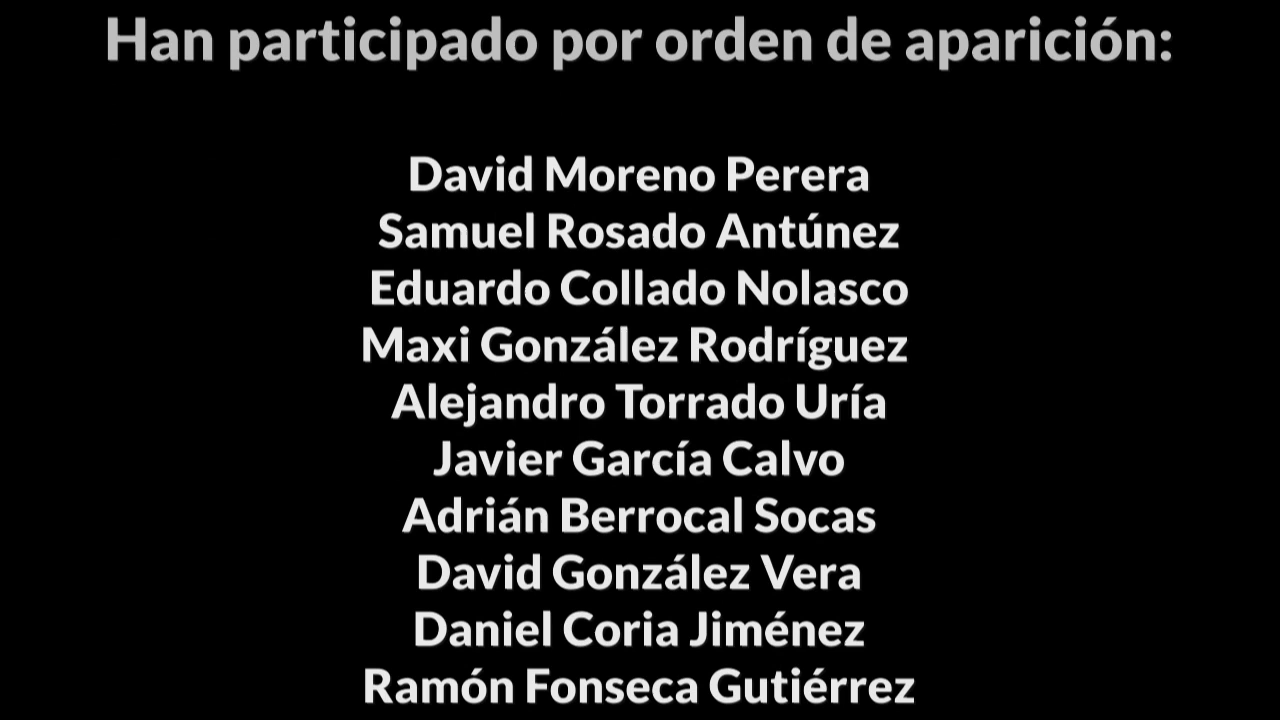 Han participado por orden de aparición:
David Moreno Perera
Samuel Rosado Antúnez
Eduardo Collado Nolasco
Maxi González Rodríguez
Alejandro Torrado Uría
Javier García Calvo
Adrián Berrocal Socas
David González Vera
Daniel Coria Jiménez
Ramón Fonseca Gutiérrez